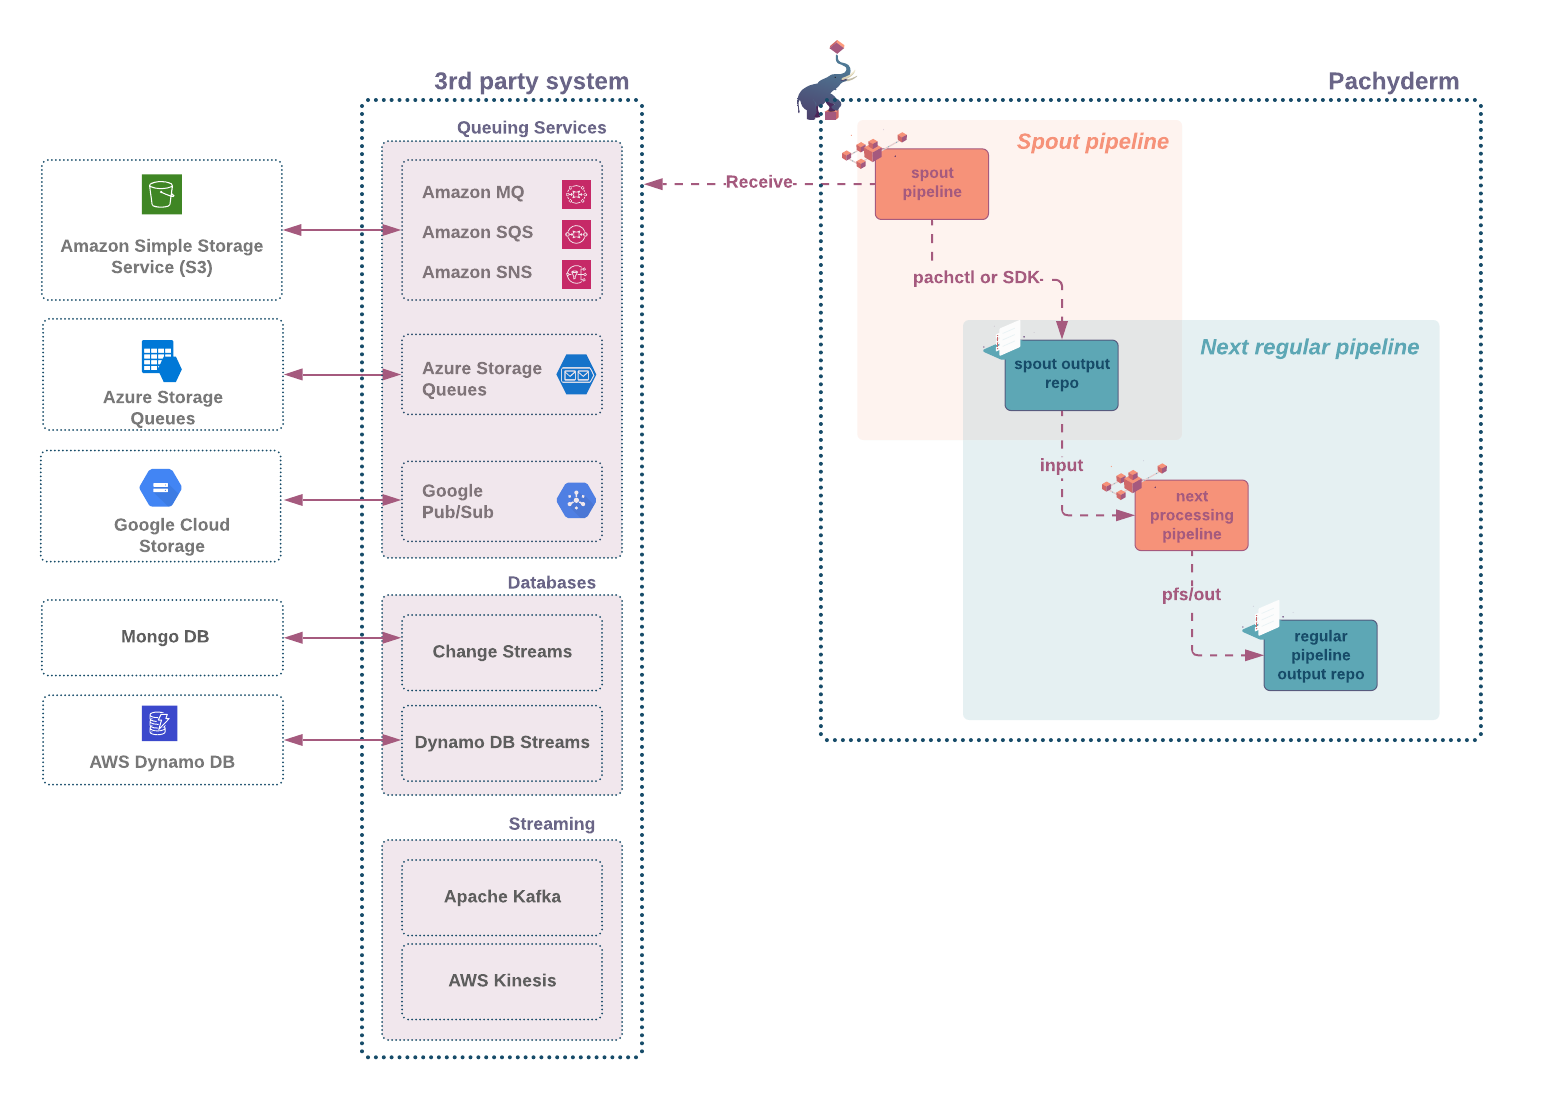 3rd party system
Pachyderm
Queuing Services
Amazon Simple Storage
Service (S3)
Amazon MQ
Amazon SQS
Amazon SNS
Azure Storage
Queues
Azure Storage
Queues
Google Cloud
Storage
Google
Pub/Sub
Databases
Mongo DB
Change Streams
AWS Dynamo DB
Dynamo DB Streams
Streaming
Apache Kafka
AWS Kinesis
Receive
Spout pipeline
spout
pipeline
pachctl or SDK
Next regular pipeline
spout output
repo
input
next
processing
pipeline
pfs/out
regular
pipeline
output repo